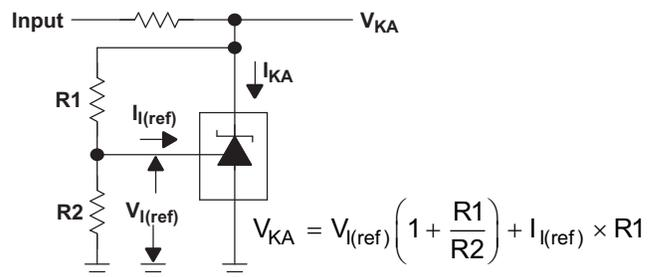 Input
V_KA
I_KA
R1
I_I(ref)
R2
V_I(ref)
V_KA = V_I(ref) (1 + R1/R2) + I_I(ref) × R1